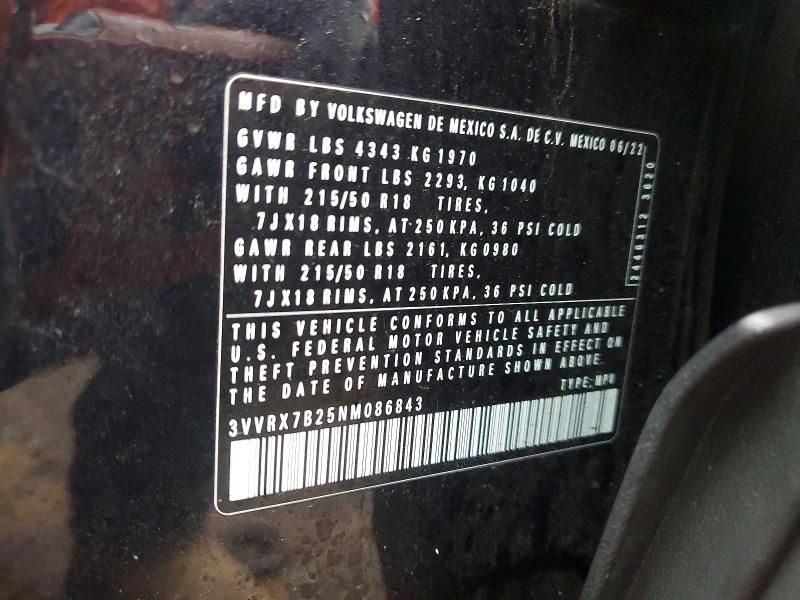 MFD BY VOLKSWAGEN DE MEXICO S.A. DE C.V. MEXICO 06/22
GVWR LBS 4343 KG 1970
GAWR FRONT LBS 2293, KG 1040
WITH 215/50 R18 TIRES,
7JX18 RIMS, AT 250 KPA, 36 PSI COLD
GAWR REAR LBS 2161, KG 0980
WITH 215/50 R18 TIRES,
7JX18 RIMS, AT 250 KPA, 36 PSI COLD
2446312 3620
THIS VEHICLE CONFORMS TO ALL APPLICABLE
U.S. FEDERAL MOTOR VEHICLE SAFETY AND
THEFT PREVENTION STANDARDS IN EFFECT ON
THE DATE OF MANUFACTURE SHOWN ABOVE.
TYPE: MPV
3VVRX7B25NM086843